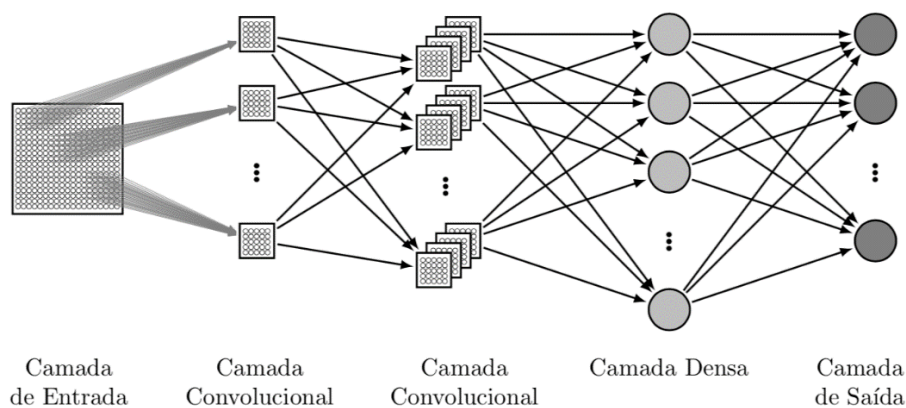 Camada
de Entrada
Camada
Convolucional
Camada
Convolucional
Camada Densa
Camada
de Saída